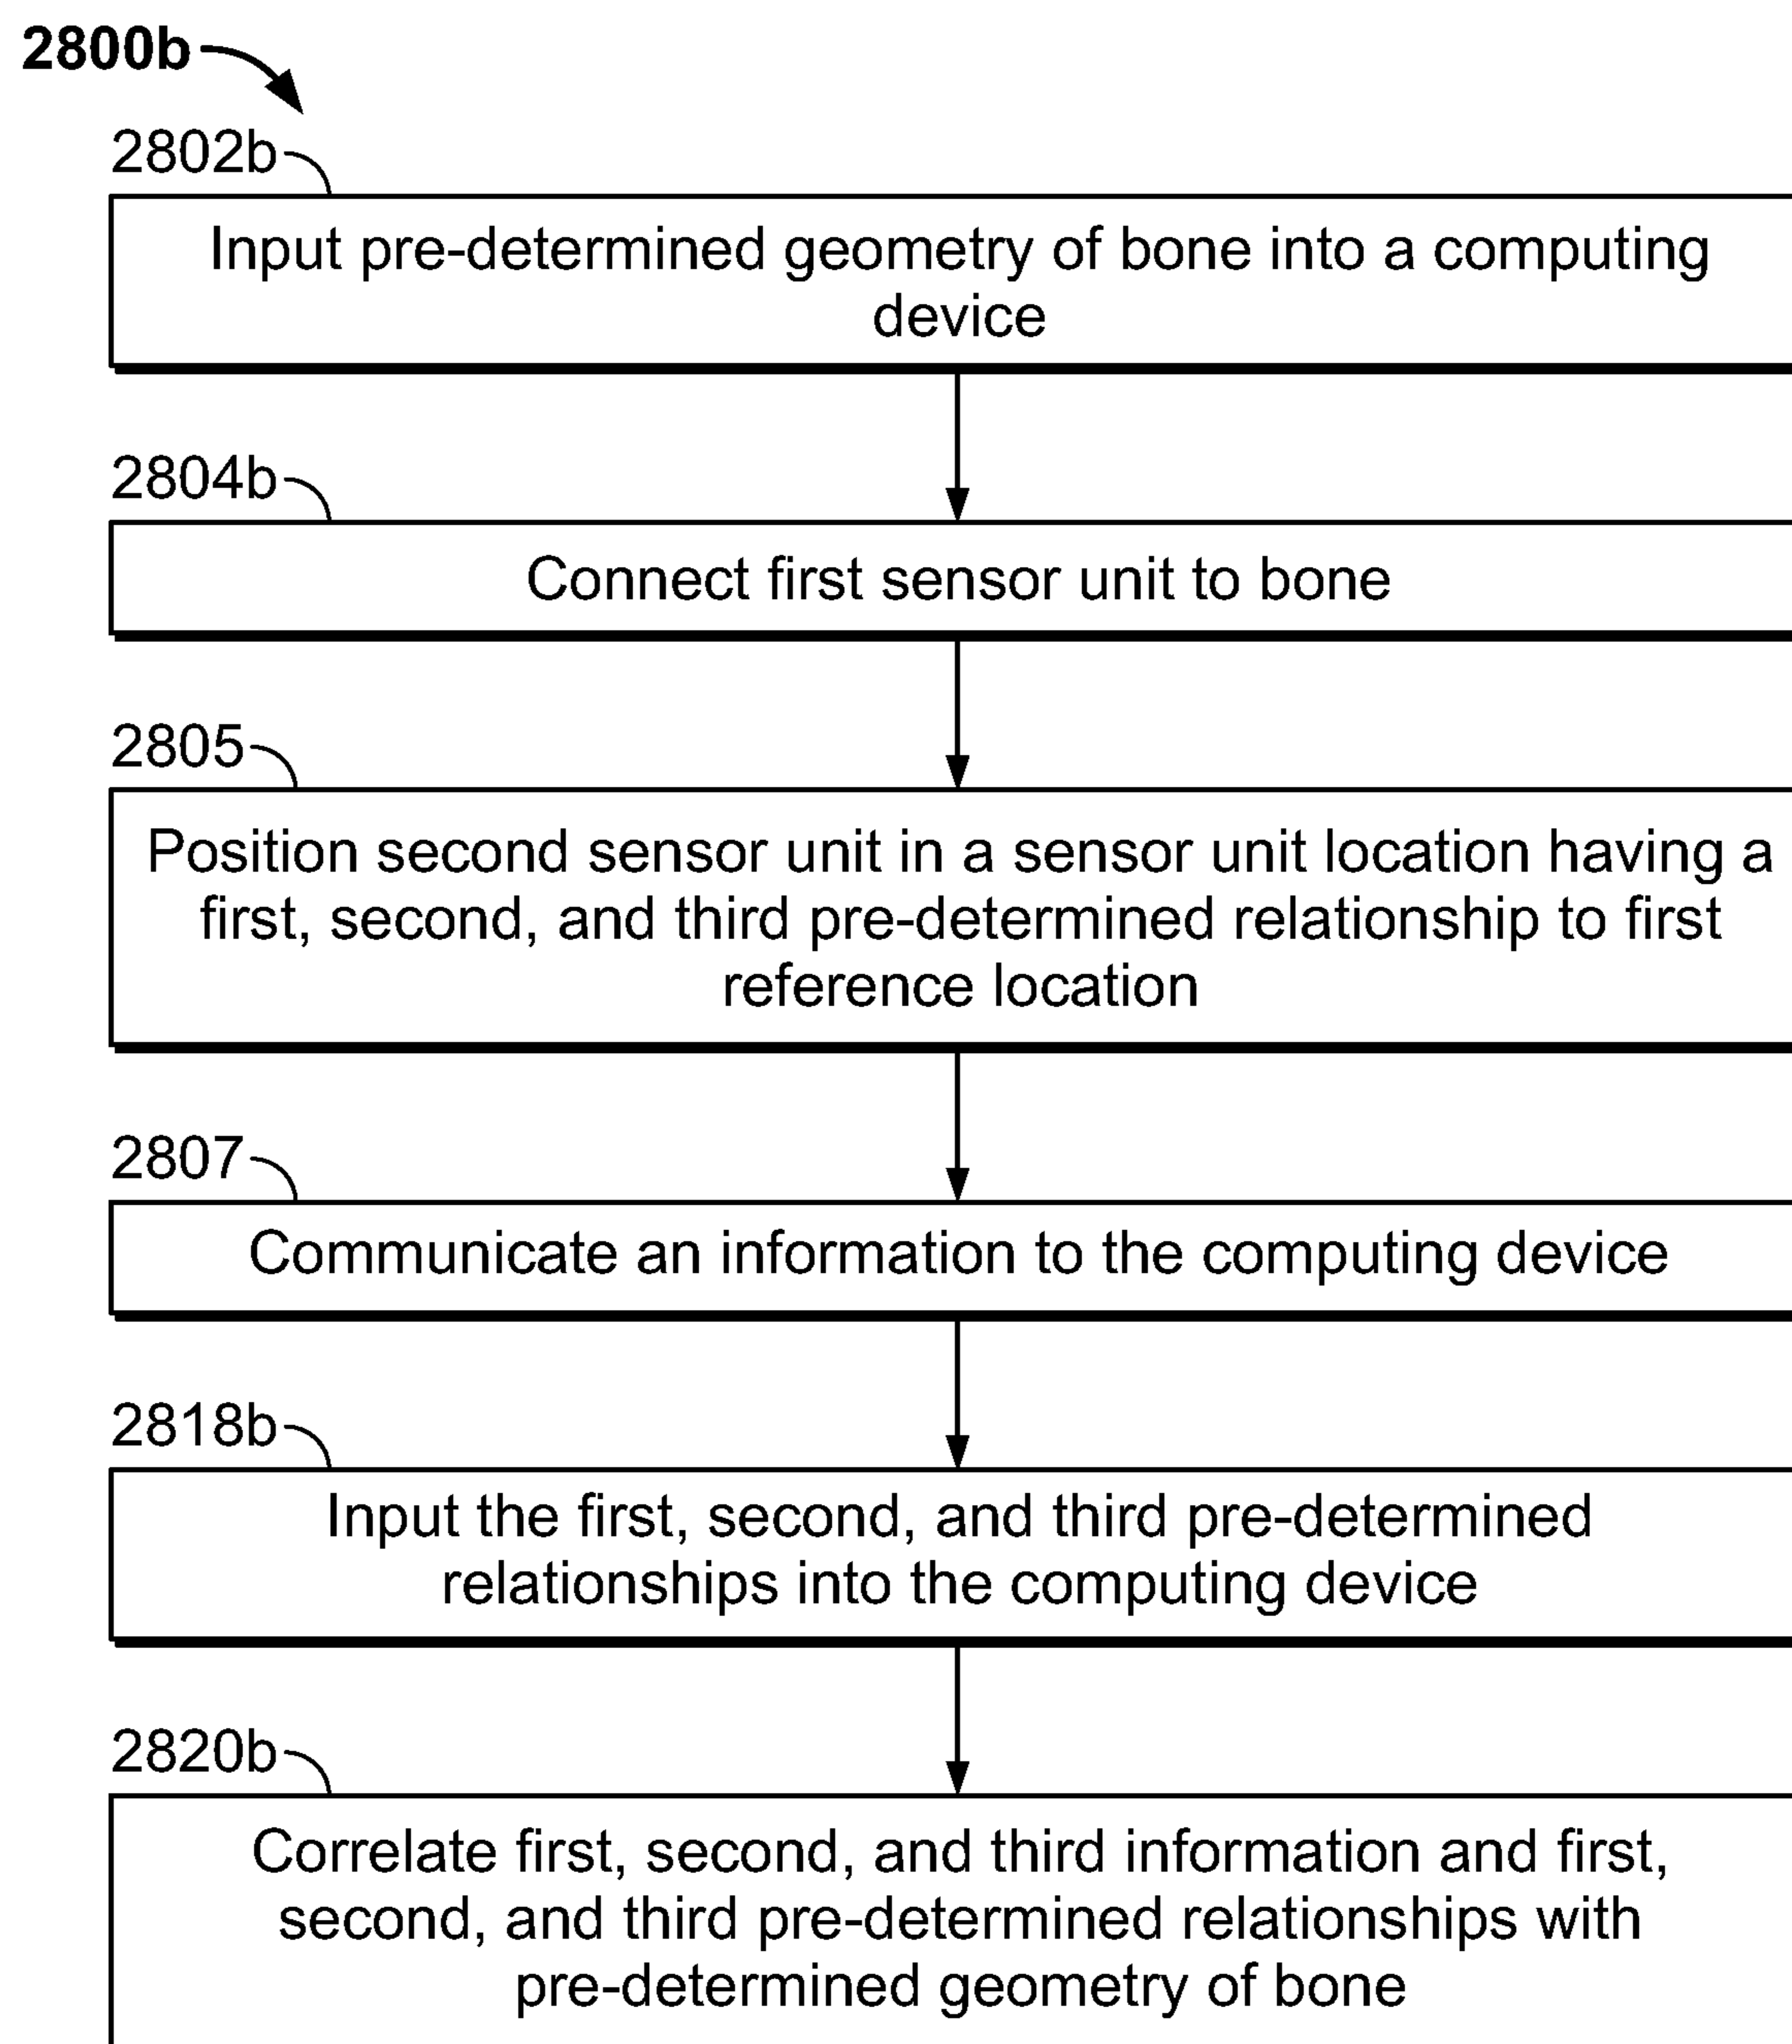 2800b
2802b
Input pre-determined geometry of bone into a computing
device
2804b
Connect first sensor unit to bone
2805
Position second sensor unit in a sensor unit location having a
first, second, and third pre-determined relationship to first
reference location
2807
Communicate an information to the computing device
2818b
Input the first, second, and third pre-determined
relationships into the computing device
2820b
Correlate first, second, and third information and first,
second, and third pre-determined relationships with
pre-determined geometry of bone